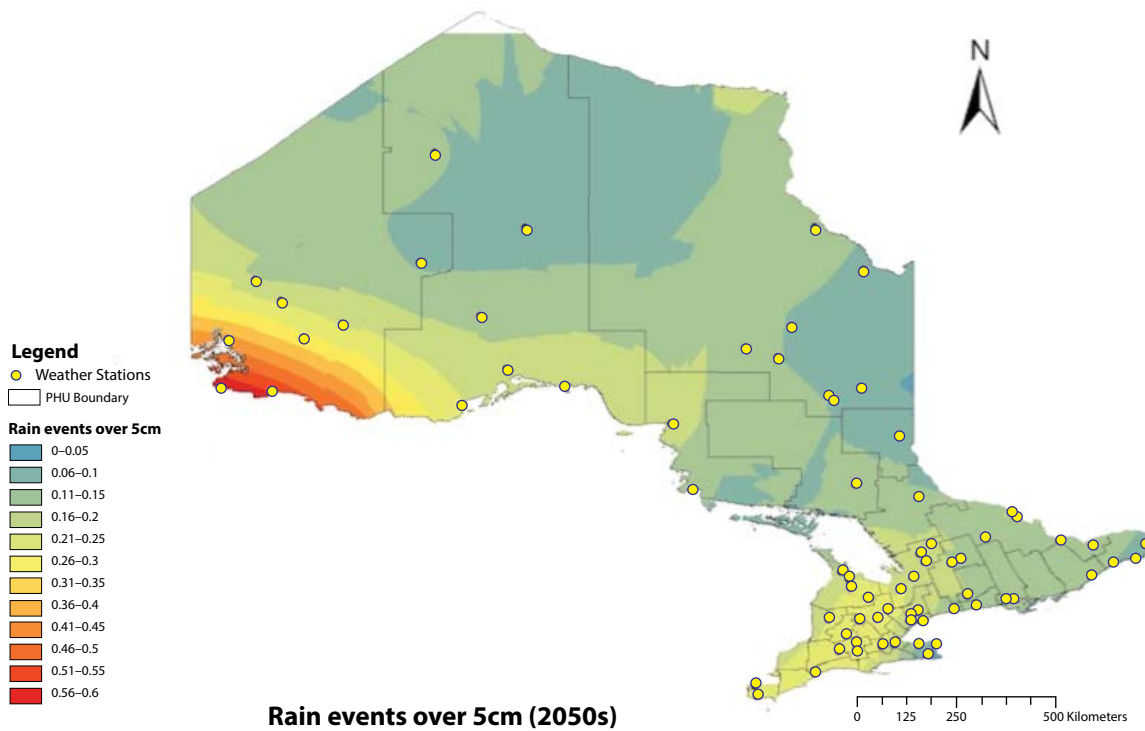 N
Legend
Weather Stations
PHU Boundary
Rain events over 5cm
0–0.05
0.06–0.1
0.11–0.15
0.16–0.2
0.21–0.25
0.26–0.3
0.31–0.35
0.36–0.4
0.41–0.45
0.46–0.5
0.51–0.55
0.56–0.6
Rain events over 5cm (2050s)
0 125 250 500 Kilometers